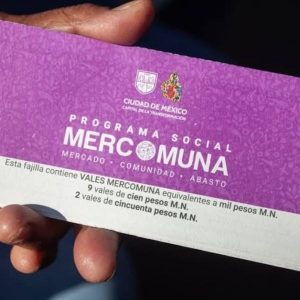 CIUDAD DE MÉXICO
CAPITAL DE LA TRANSFORMACIÓN
PROGRAMA SOCIAL
MERCOMUNA
MERCADO • COMUNIDAD • ABASTO
Esta fajilla contiene VALES MERCOMUNA equivalentes a mil pesos M.N.
9 vales de cien pesos M.N.
2 vales de cincuenta pesos M.N.